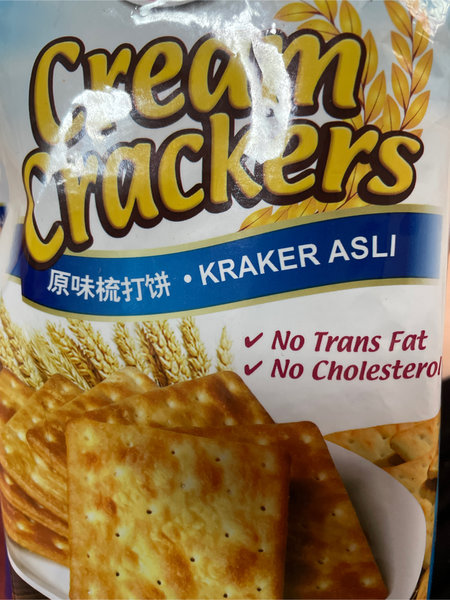 Cream
Crackers
原味梳打饼 • KRAKER ASLI
✓ No Trans Fat
✓ No Cholesterol